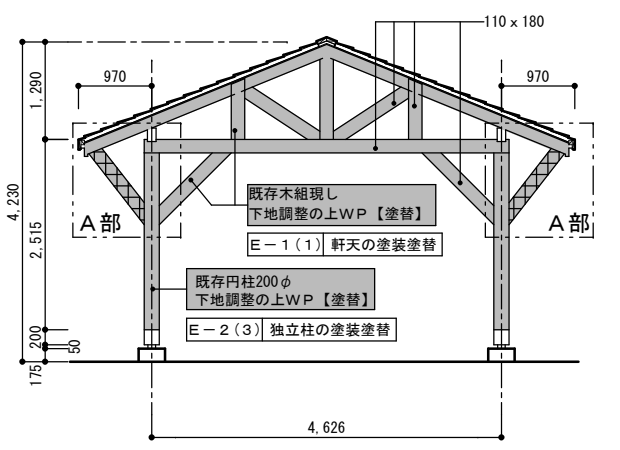 110 x 180
970
970
1,290
4,230
2,515
200
50
175
A部
A部
既存木組現し
下地調整の上WP【塗替】
E－1(1) 軒天の塗装塗替
既存円柱200φ
下地調整の上WP【塗替】
E－2(3) 独立柱の塗装塗替
4,626